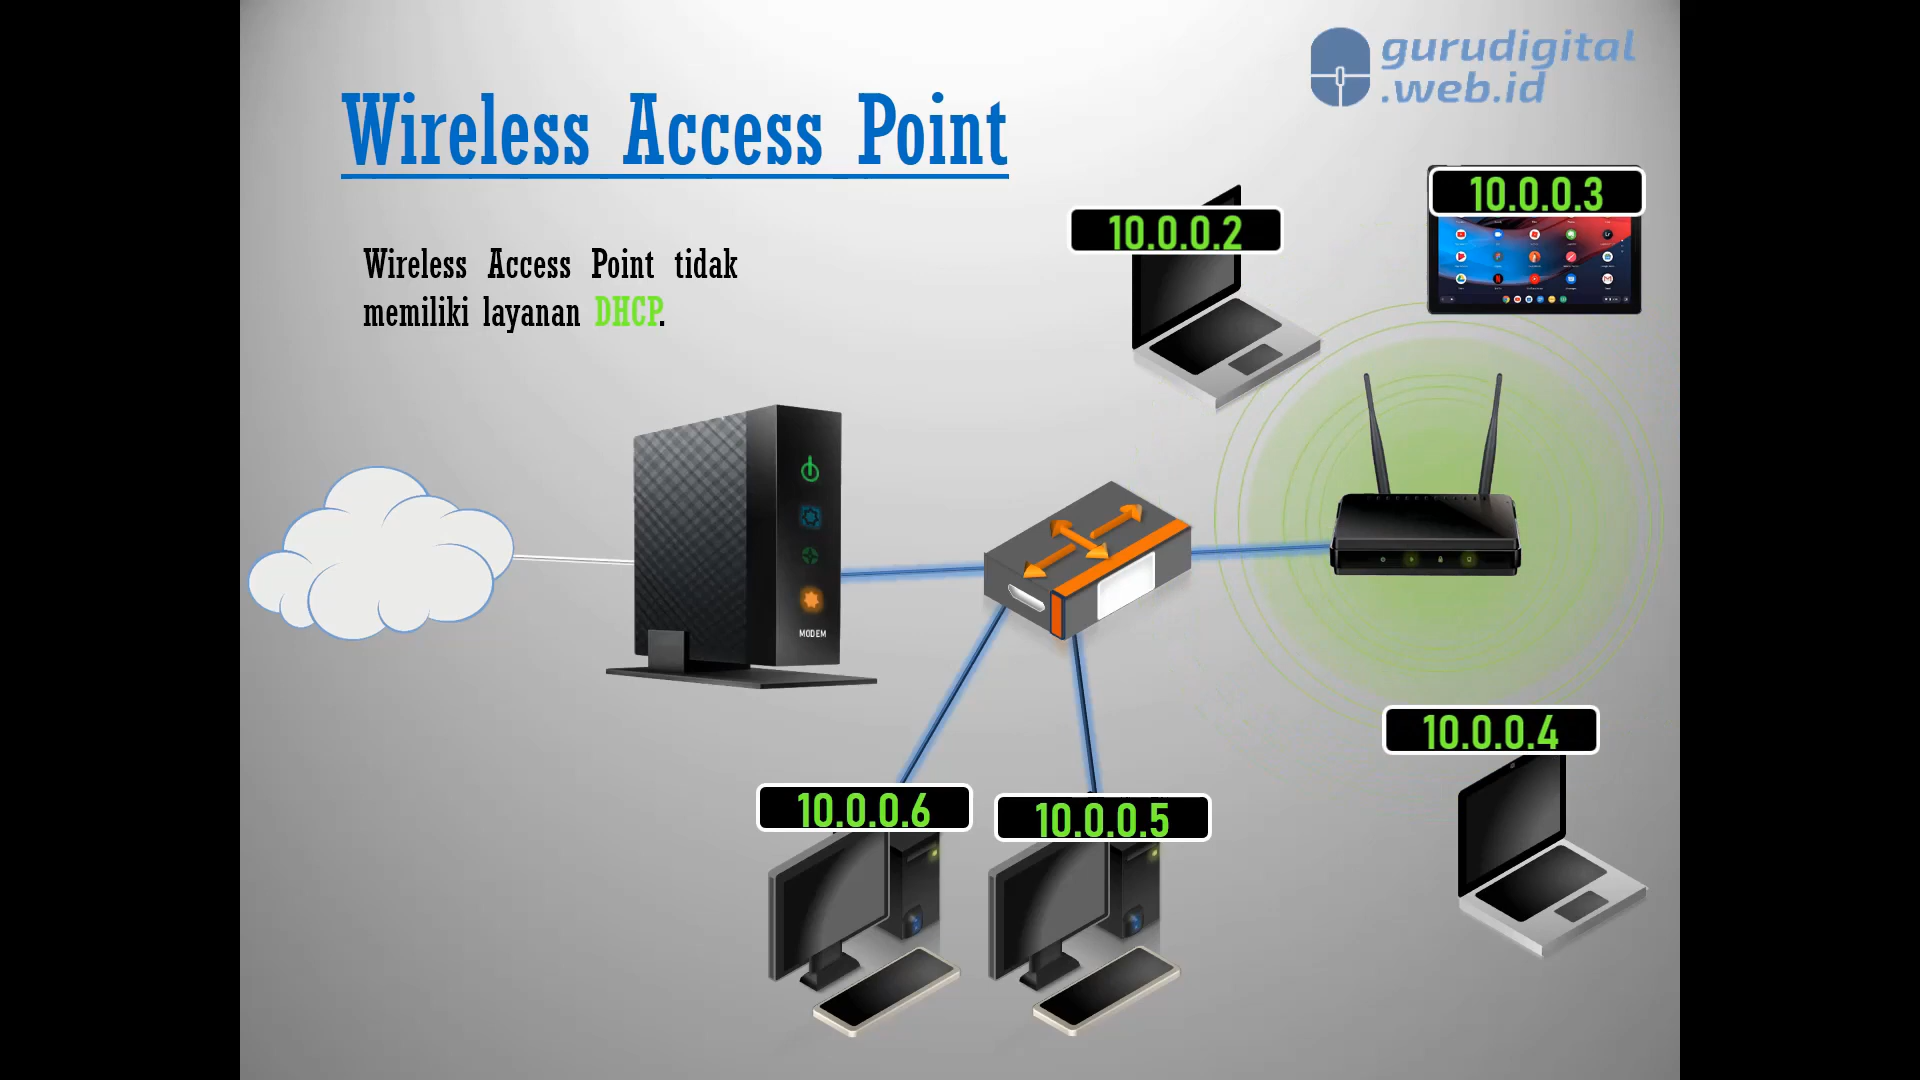 gurudigital
.web.id
Wireless Access Point
Wireless Access Point tidak
memiliki layanan DHCP.
10.0.0.2
10.0.0.3
MODEM
10.0.0.4
10.0.0.6
10.0.0.5